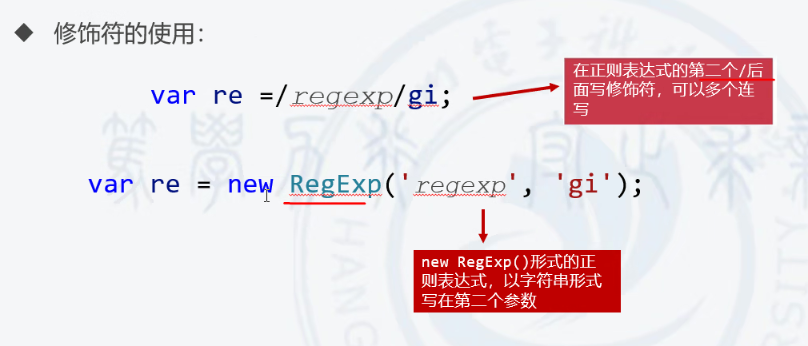 ◆ 修饰符的使用:
var re =/regexp/gi;
在正则表达式的第二个/后
面写修饰符，可以多个连
写
var re = new RegExp('regexp', 'gi');
new RegExp()形式的正
则表达式，以字符串形式
写在第二个参数